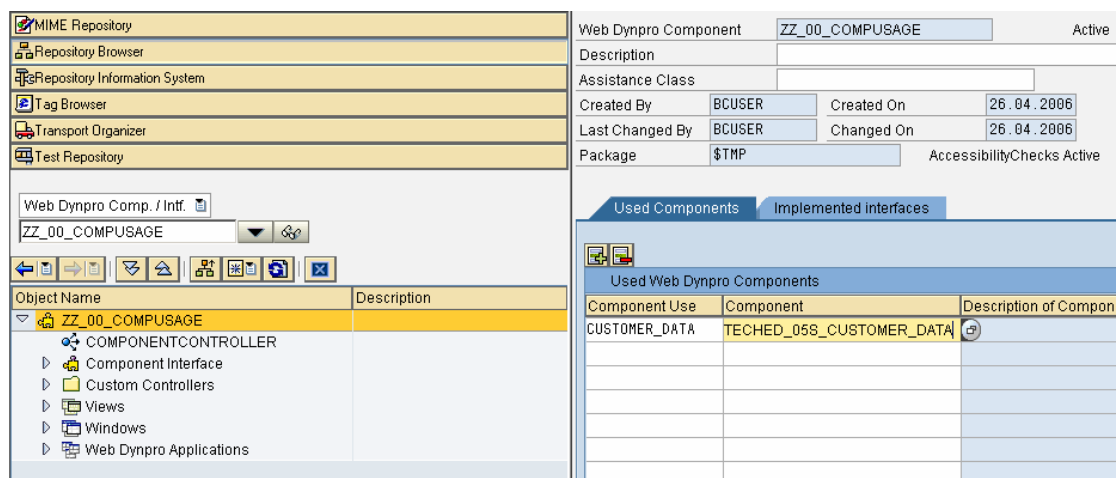 MIME Repository
Repository Browser
Repository Information System
Tag Browser
Transport Organizer
Test Repository
Web Dynpro Comp. / Intf.
ZZ_00_COMPUSAGE
Object Name Description
ZZ_00_COMPUSAGE
COMPONENTCONTROLLER
Component Interface
Custom Controllers
Views
Windows
Web Dynpro Applications
Web Dynpro Component ZZ_00_COMPUSAGE Active
Description
Assistance Class
Created By BCUSER Created On 26.04.2006
Last Changed By BCUSER Changed On 26.04.2006
Package $TMP AccessibilityChecks Active
Used Components Implemented interfaces
Used Web Dynpro Components
Component Use Component Description of Compon
CUSTOMER_DATA TECHED_05S_CUSTOMER_DATA